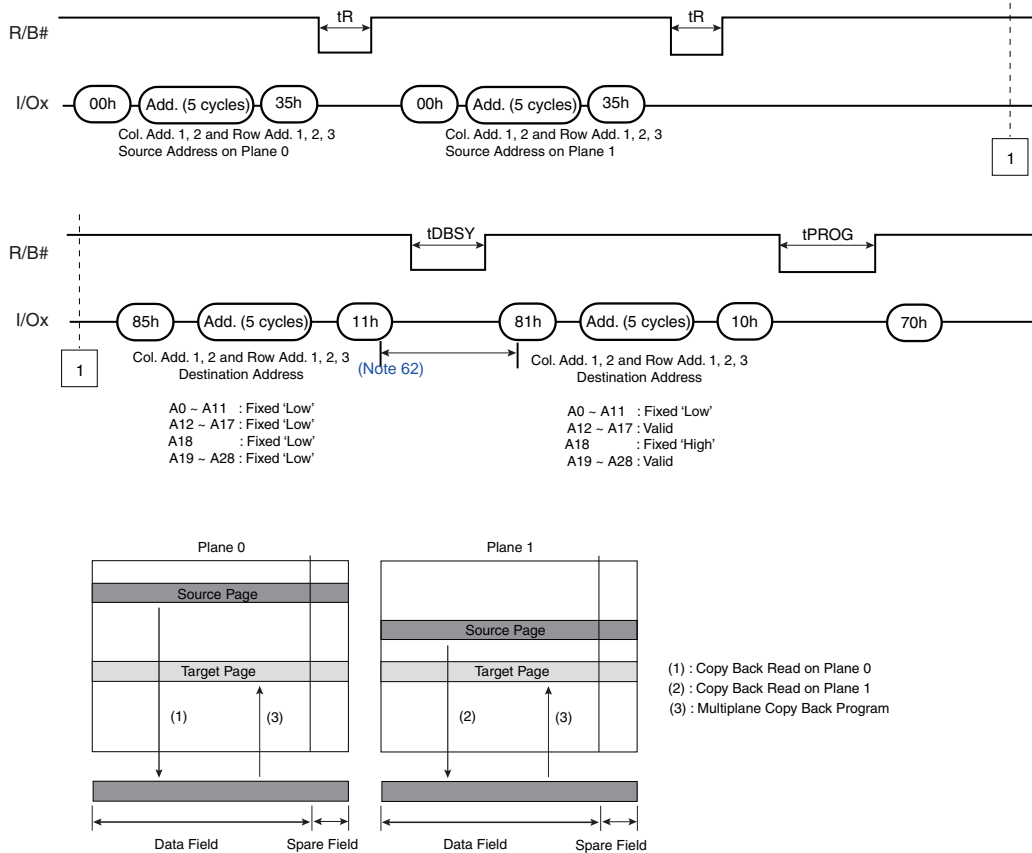 tR tR 1
R/B#
I/Ox 00h Add. (5 cycles) 35h 00h Add. (5 cycles) 35h
Col. Add. 1, 2 and Row Add. 1, 2, 3
Source Address on Plane 0
Col. Add. 1, 2 and Row Add. 1, 2, 3
Source Address on Plane 1
1
tDBSY tPROG
R/B#
I/Ox 85h Add. (5 cycles) 11h 81h Add. (5 cycles) 10h 70h
1
Col. Add. 1, 2 and Row Add. 1, 2, 3
Destination Address
(Note 62)
Col. Add. 1, 2 and Row Add. 1, 2, 3
Destination Address
A0 ~ A11 : Fixed ‘Low’
A12 ~ A17 : Fixed ‘Low’
A18 : Fixed ‘Low’
A19 ~ A28 : Fixed ‘Low’
A0 ~ A11 : Fixed ‘Low’
A12 ~ A17 : Valid
A18 : Fixed ‘High’
A19 ~ A28 : Valid
Plane 0
Source Page
Target Page
(1) (3)
Data Field Spare Field
Plane 1
Source Page
Target Page
(2) (3)
Data Field Spare Field
(1) : Copy Back Read on Plane 0
(2) : Copy Back Read on Plane 1
(3) : Multiplane Copy Back Program